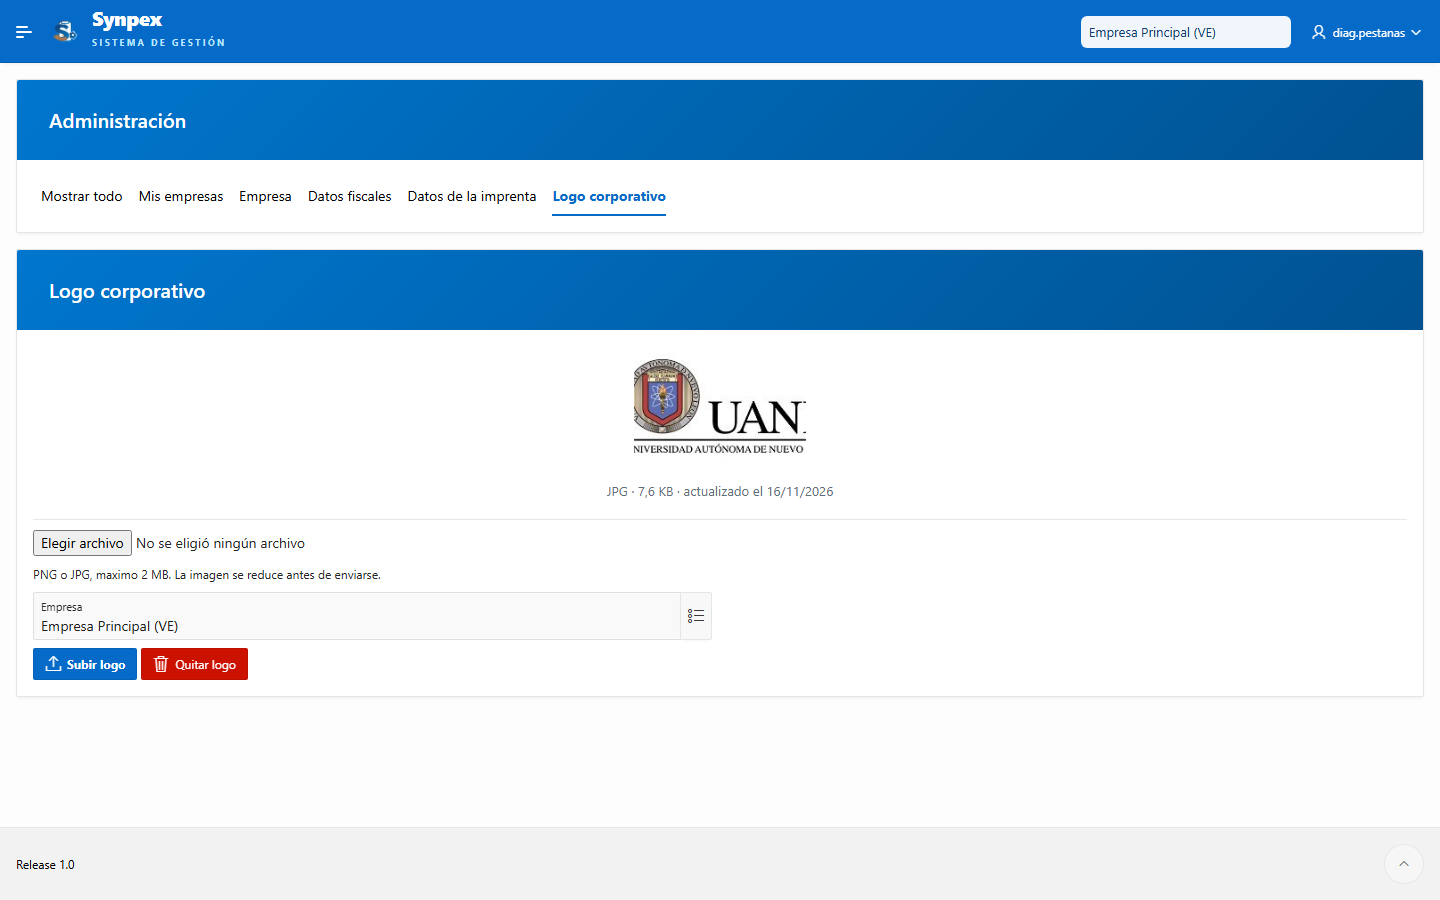 Synpex
SISTEMA DE GESTIÓN
Empresa Principal (VE)
diag.pestanas
Administración
Mostrar todo
Mis empresas
Empresa
Datos fiscales
Datos de la imprenta
Logo corporativo
Logo corporativo
UAN
NIVERSIDAD AUTÓNOMA DE NUEVO
JPG · 7,6 KB · actualizado el 16/11/2026
Elegir archivo No se eligió ningún archivo
PNG o JPG, maximo 2 MB. La imagen se reduce antes de enviarse.
Empresa
Empresa Principal (VE)
Subir logo
Quitar logo
Release 1.0